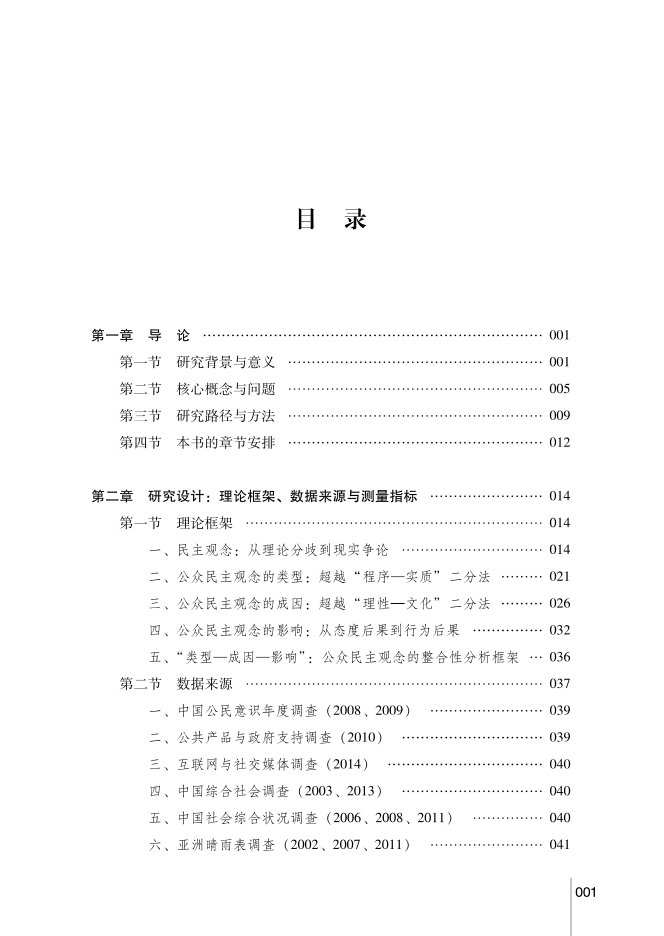 目 录
第一章 导 论 …………………………………………………………… 001
第一节 研究背景与意义 ……………………………………………… 001
第二节 核心概念与问题 ……………………………………………… 005
第三节 研究路径与方法 ……………………………………………… 009
第四节 本书的章节安排 ……………………………………………… 012
第二章 研究设计：理论框架、数据来源与测量指标 …………………… 014
第一节 理论框架 ……………………………………………………… 014
一、民主观念：从理论分歧到现实争论 ………………………… 014
二、公众民主观念的类型：超越“程序—实质”二分法 ……… 021
三、公众民主观念的成因：超越“理性—文化”二分法 ……… 026
四、公众民主观念的影响：从态度后果到行为后果 …………… 032
五、“类型—成因—影响”：公众民主观念的整合性分析框架 … 036
第二节 数据来源 ……………………………………………………… 037
一、中国公民意识年度调查（2008、2009） …………………… 039
二、公共产品与政府支持调查（2010） ………………………… 039
三、互联网与社交媒体调查（2014） …………………………… 040
四、中国综合社会调查（2003、2013） ………………………… 040
五、中国社会综合状况调查（2006、2008、2011） …………… 040
六、亚洲晴雨表调查（2002、2007、2011） …………………… 041
001